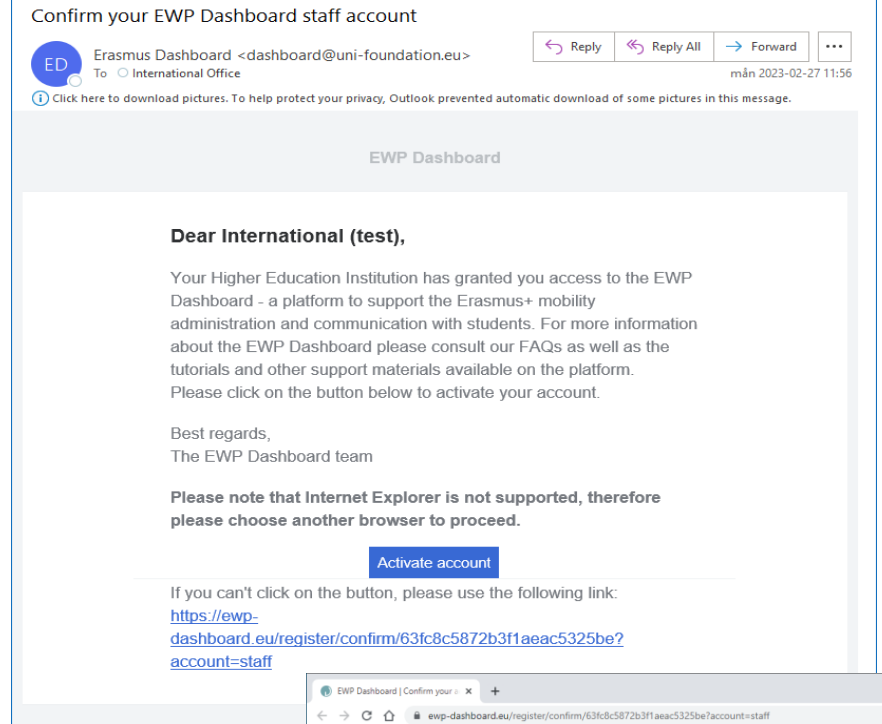 Confirm your EWP Dashboard staff account
Reply
Reply All
Forward
ED
Erasmus Dashboard <dashboard@uni-foundation.eu>
To International Office
mån 2023-02-27 11:56
Click here to download pictures. To help protect your privacy, Outlook prevented automatic download of some pictures in this message.
EWP Dashboard
Dear International (test),
Your Higher Education Institution has granted you access to the EWP
Dashboard - a platform to support the Erasmus+ mobility
administration and communication with students. For more information
about the EWP Dashboard please consult our FAQs as well as the
tutorials and other support materials available on the platform.
Please click on the button below to activate your account.
Best regards,
The EWP Dashboard team
Please note that Internet Explorer is not supported, therefore
please choose another browser to proceed.
Activate account
If you can't click on the button, please use the following link:
https://ewp-
dashboard.eu/register/confirm/63fc8c5872b3f1aeac5325be?
account=staff
EWP Dashboard | Confirm your
ewp-dashboard.eu/register/confirm/63fc8c5872b3f1aeac5325be?account=staff